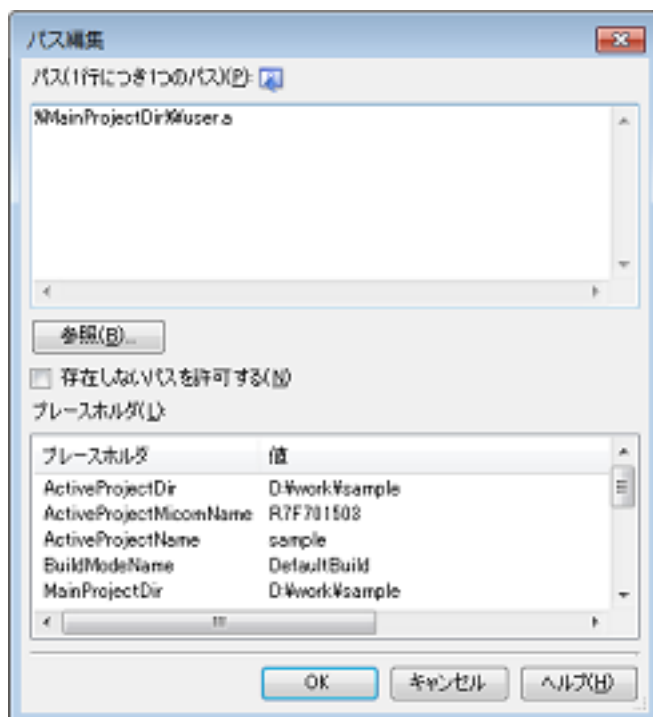 パス編集
パス(1行につき1つのパス)(P):
%MainProjectDir%¥user.a
参照(B)...
存在しないパスを許可する(N)
プレースホルダ(L):
プレースホルダ 値
ActiveProjectDir D:¥work¥sample
ActiveProjectMicomName R7F701503
ActiveProjectName sample
BuildModeName DefaultBuild
MainProjectDir D:¥work¥sample
OK キャンセル ヘルプ(H)